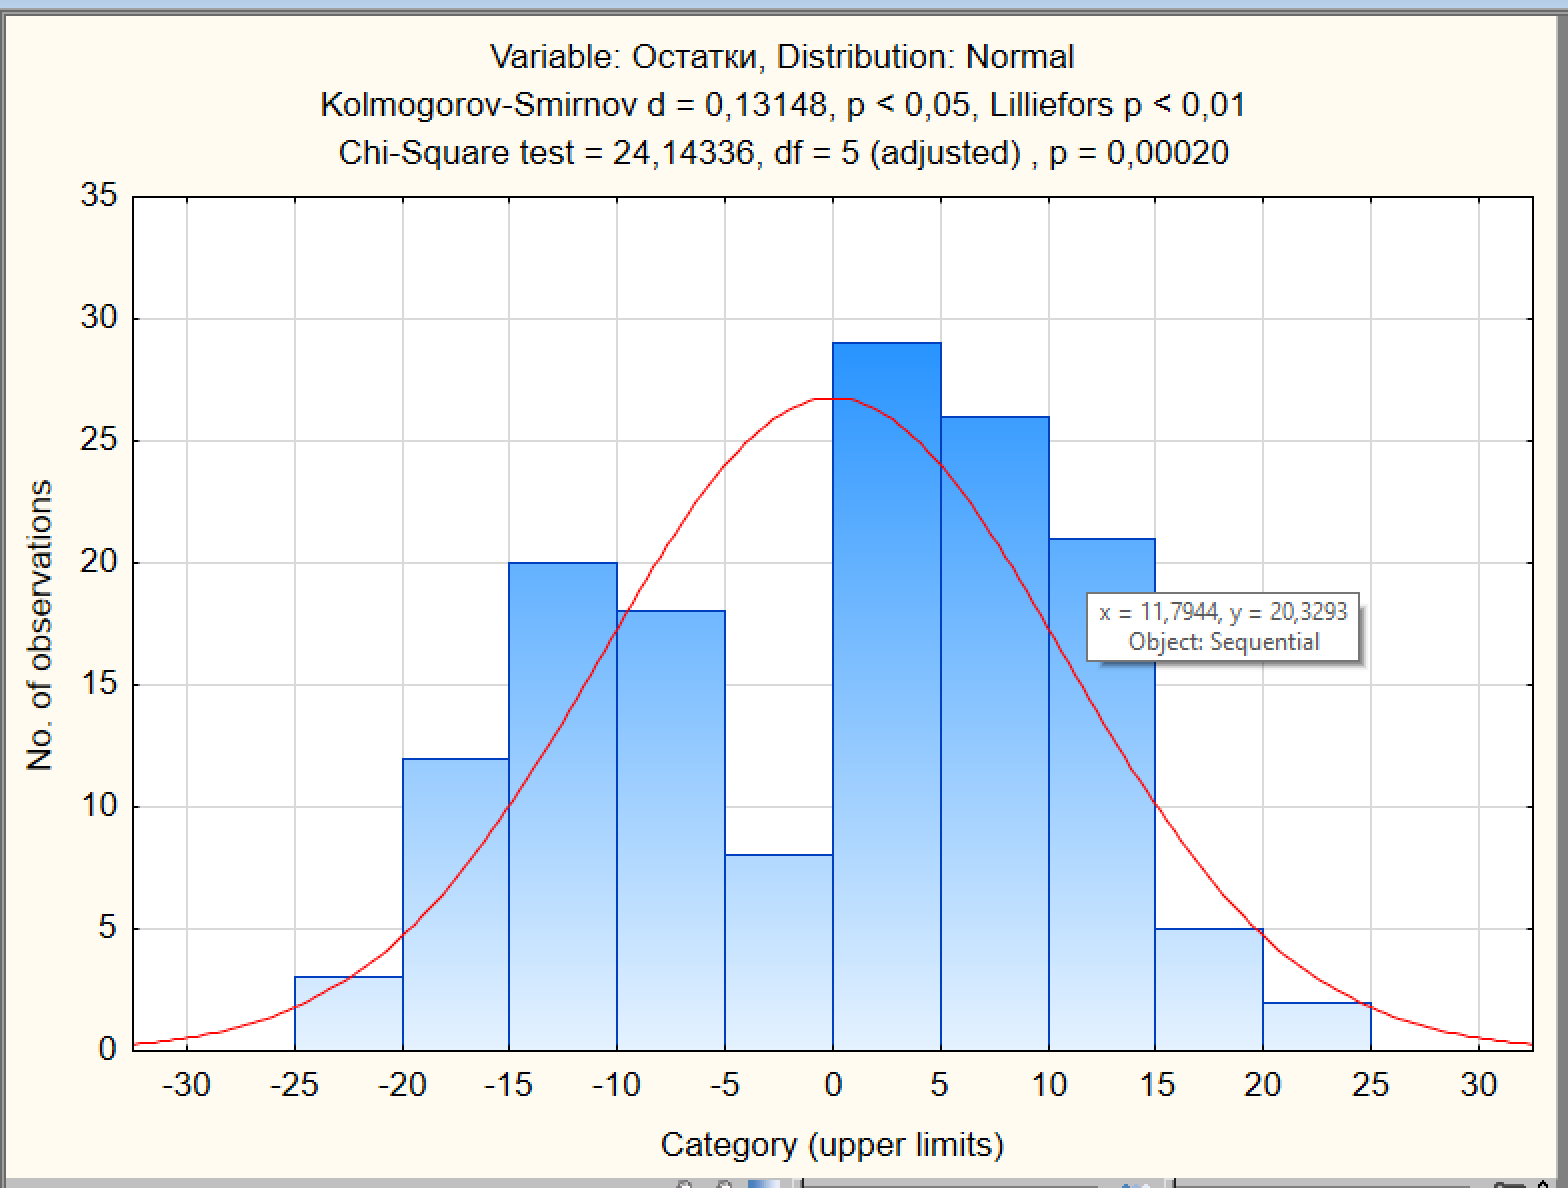 Variable: Остатки, Distribution: Normal
Kolmogorov-Smirnov d = 0,13148, p < 0,05, Lilliefors p < 0,01
Chi-Square test = 24,14336, df = 5 (adjusted) , p = 0,00020
35
30
25
20
15
10
5
0
No. of observations
x = 11,7944, y = 20,3293
Object: Sequential
-30 -25 -20 -15 -10 -5 0 5 10 15 20 25 30
Category (upper limits)